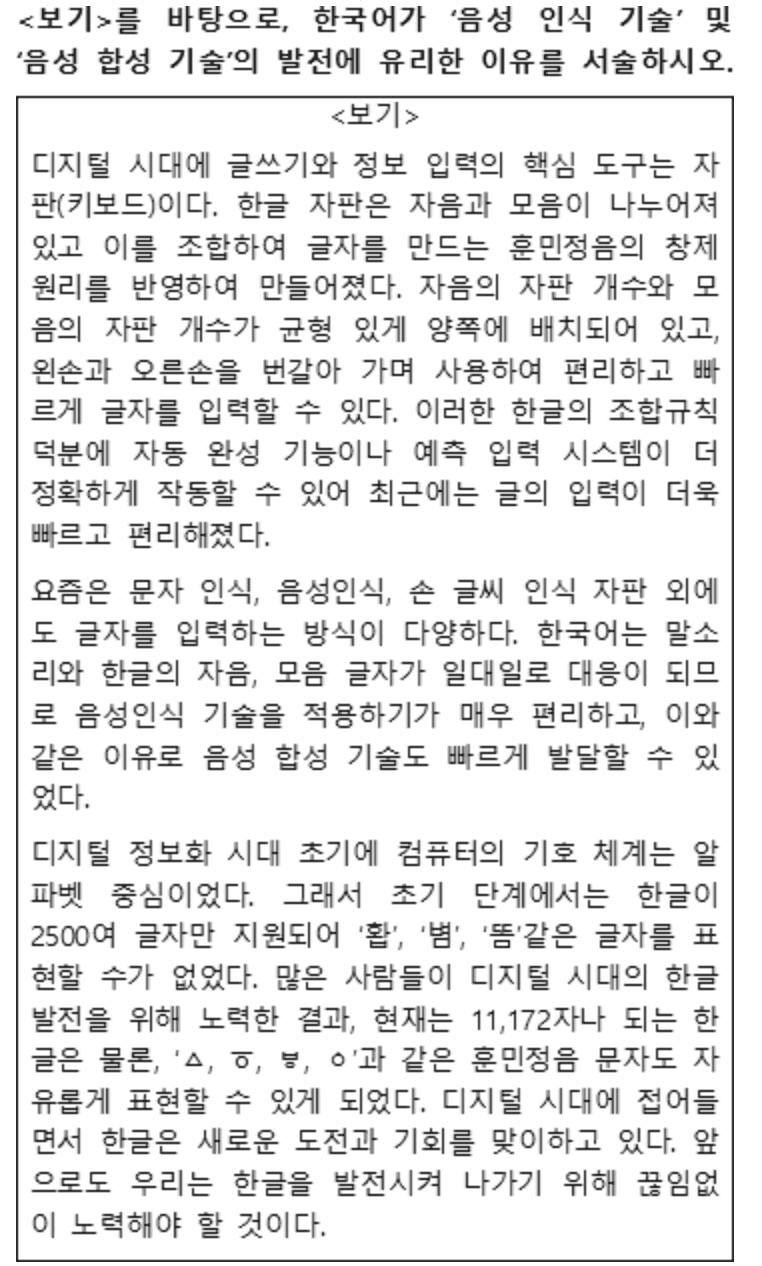 <보기>를 바탕으로, 한국어가 ‘음성 인식 기술’ 및
‘음성 합성 기술’의 발전에 유리한 이유를 서술하시오.
<보기>
디지털 시대에 글쓰기와 정보 입력의 핵심 도구는 자
판(키보드)이다. 한글 자판은 자음과 모음이 나누어져
있고 이를 조합하여 글자를 만드는 훈민정음의 창제
원리를 반영하여 만들어졌다. 자음의 자판 개수와 모
음의 자판 개수가 균형 있게 양쪽에 배치되어 있고,
왼손과 오른손을 번갈아 가며 사용하여 편리하고 빠
르게 글자를 입력할 수 있다. 이러한 한글의 조합규칙
덕분에 자동 완성 기능이나 예측 입력 시스템이 더
정확하게 작동할 수 있어 최근에는 글의 입력이 더욱
빠르고 편리해졌다.
요즘은 문자 인식, 음성인식, 손 글씨 인식 자판 외에
도 글자를 입력하는 방식이 다양하다. 한국어는 말소
리와 한글의 자음, 모음 글자가 일대일로 대응이 되므
로 음성인식 기술을 적용하기가 매우 편리하고, 이와
같은 이유로 음성 합성 기술도 빠르게 발달할 수 있
었다.
디지털 정보화 시대 초기에 컴퓨터의 기호 체계는 알
파벳 중심이었다. 그래서 초기 단계에서는 한글이
2500여 글자만 지원되어 ‘홥’, ‘볌’, ‘똠’같은 글자를 표
현할 수가 없었다. 많은 사람들이 디지털 시대의 한글
발전을 위해 노력한 결과, 현재는 11,172자나 되는 한
글은 물론, ‘ㅿ, ㆆ, ㅸ, ㆁ’과 같은 훈민정음 문자도 자
유롭게 표현할 수 있게 되었다. 디지털 시대에 접어들
면서 한글은 새로운 도전과 기회를 맞이하고 있다. 앞
으로도 우리는 한글을 발전시켜 나가기 위해 끊임없
이 노력해야 할 것이다.